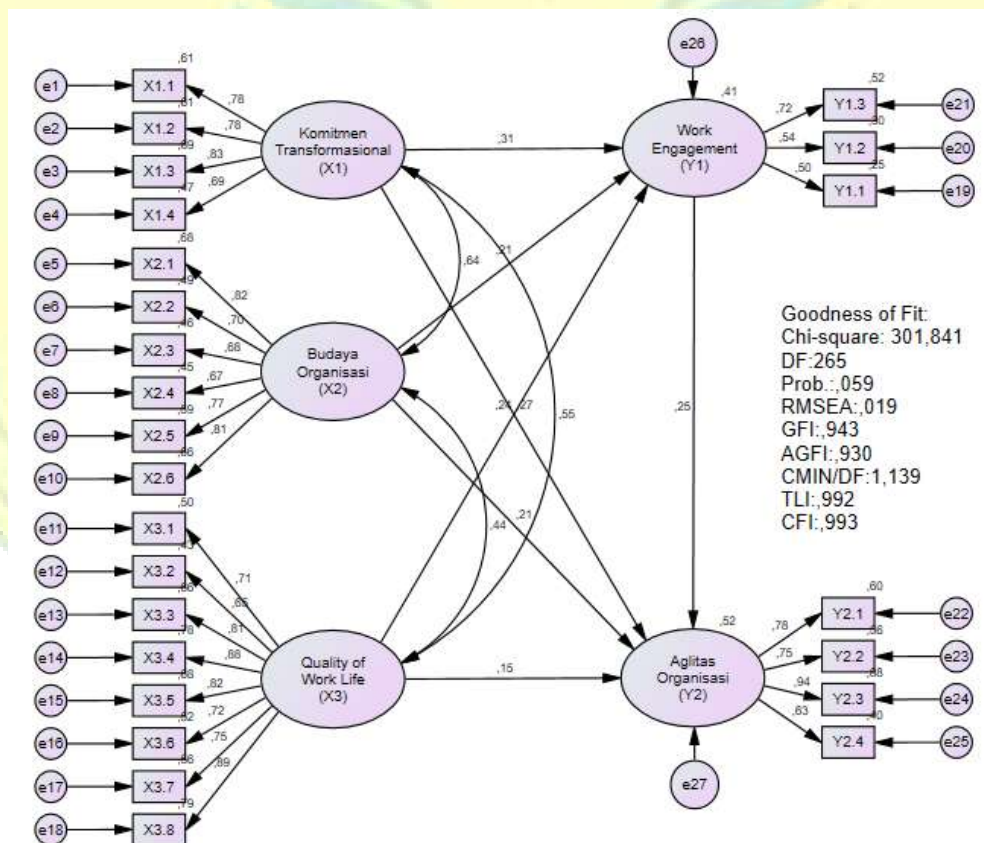 e26
,61
,41
,52
e1
X1.1
,78
Work
Engagement
(Y1)
,72
Y1.3
e21
e2
X1.2
,78
Komitmen
Transformasional
(X1)
,31
,54
Y1.2
e20
e3
X1.3
,83
,50
,25
Y1.1
e19
e4
X1.4
,69
,47
,68
e5
X2.1
,82
,64
,21
e6
X2.2
,49
,70
e7
X2.3
,46
,68
Budaya
Organisasi
(X2)
e8
X2.4
,45
,67
e9
X2.5
,77
e10
X2.6
,81
,66
,27
,55
,25
Goodness of Fit:
Chi-square: 301,841
DF:265
Prob.:,059
RMSEA:,019
GFI:,943
AGFI:,930
CMIN/DF:1,139
TLI:,992
CFI:,993
,50
e11
X3.1
,71
,44
,21
e12
X3.2
,65
e13
X3.3
,81
,66
e14
X3.4
,88
,78
Quality of
Work Life
(X3)
,15
e15
X3.5
,82
,68
e16
X3.6
,72
e17
X3.7
,75
e18
X3.8
,89
,79
,52
,60
Aglitas
Organisasi
(Y2)
,78
Y2.1
e22
,75
Y2.2
e23
,94
Y2.3
,88
e24
,63
Y2.4
e25
e27